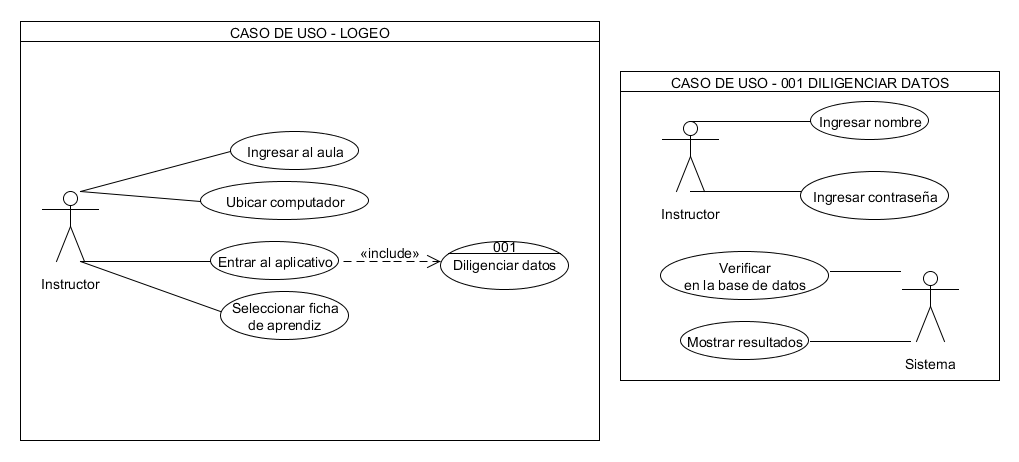 CASO DE USO - LOGEO
Ingresar al aula
Ubicar computador
Entrar al aplicativo
«include»
001
Diligenciar datos
Instructor
Seleccionar ficha
de aprendiz
CASO DE USO - 001 DILIGENCIAR DATOS
Ingresar nombre
Ingresar contraseña
Instructor
Verificar
en la base de datos
Mostrar resultados
Sistema